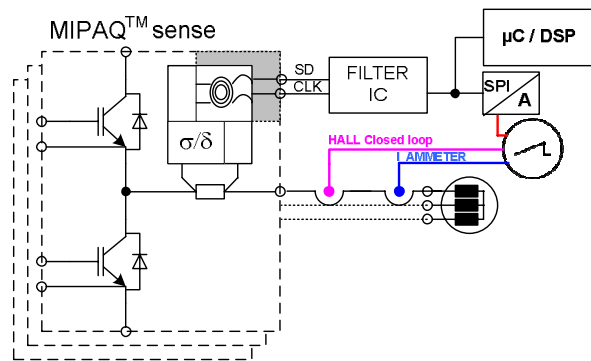 MIPAQ™ sense
SD
CLK
FILTER
IC
µC / DSP
SPI
A
σ/δ
HALL Closed loop
I AMMETER